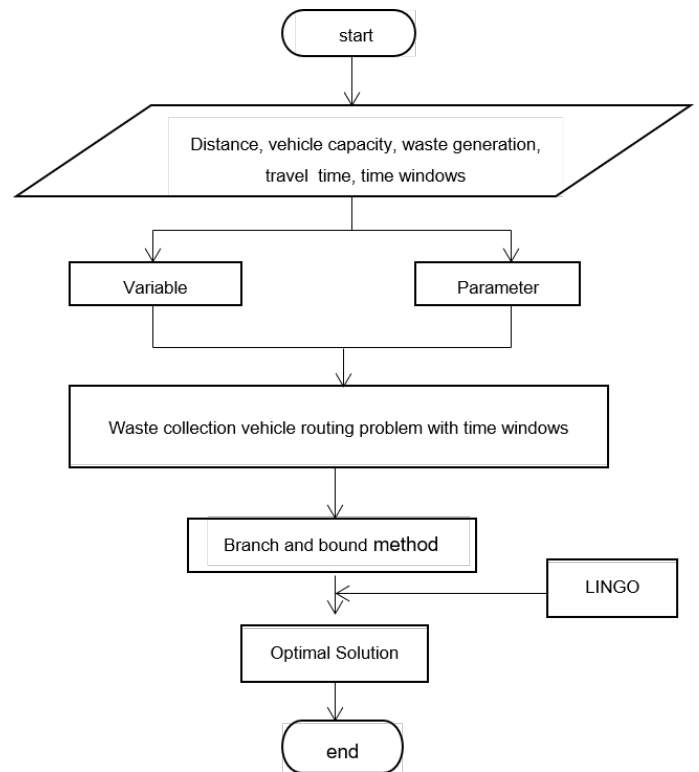 start
Distance, vehicle capacity, waste generation,
travel time, time windows
Variable
Parameter
Waste collection vehicle routing problem with time windows
Branch and bound method
LINGO
Optimal Solution
end